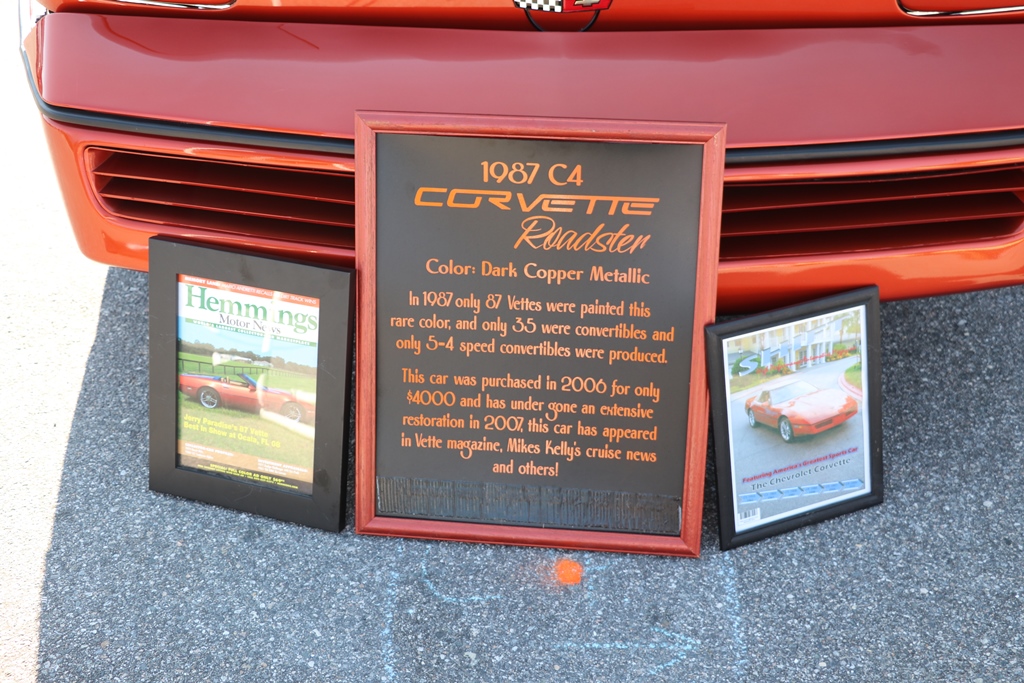 1987 C4
CORVETTE
Roadster
Color: Dark Copper Metallic
In 1987 only 87 Vettes were painted this
rare color, and only 35 were convertibles and
only 5-4 speed convertibles were produced.
This car was purchased in 2006 for only
$4000 and has under gone an extensive
restoration in 2007, this car has appeared
in Vette magazine, Mikes Kelly's cruise news
and others!
Hemmings
Motor News
Jerry Paradise's 87 Vette
Best in Show at Ocala, FL 08
Featuring America's Greatest Sports Car
The Chevrolet Corvette